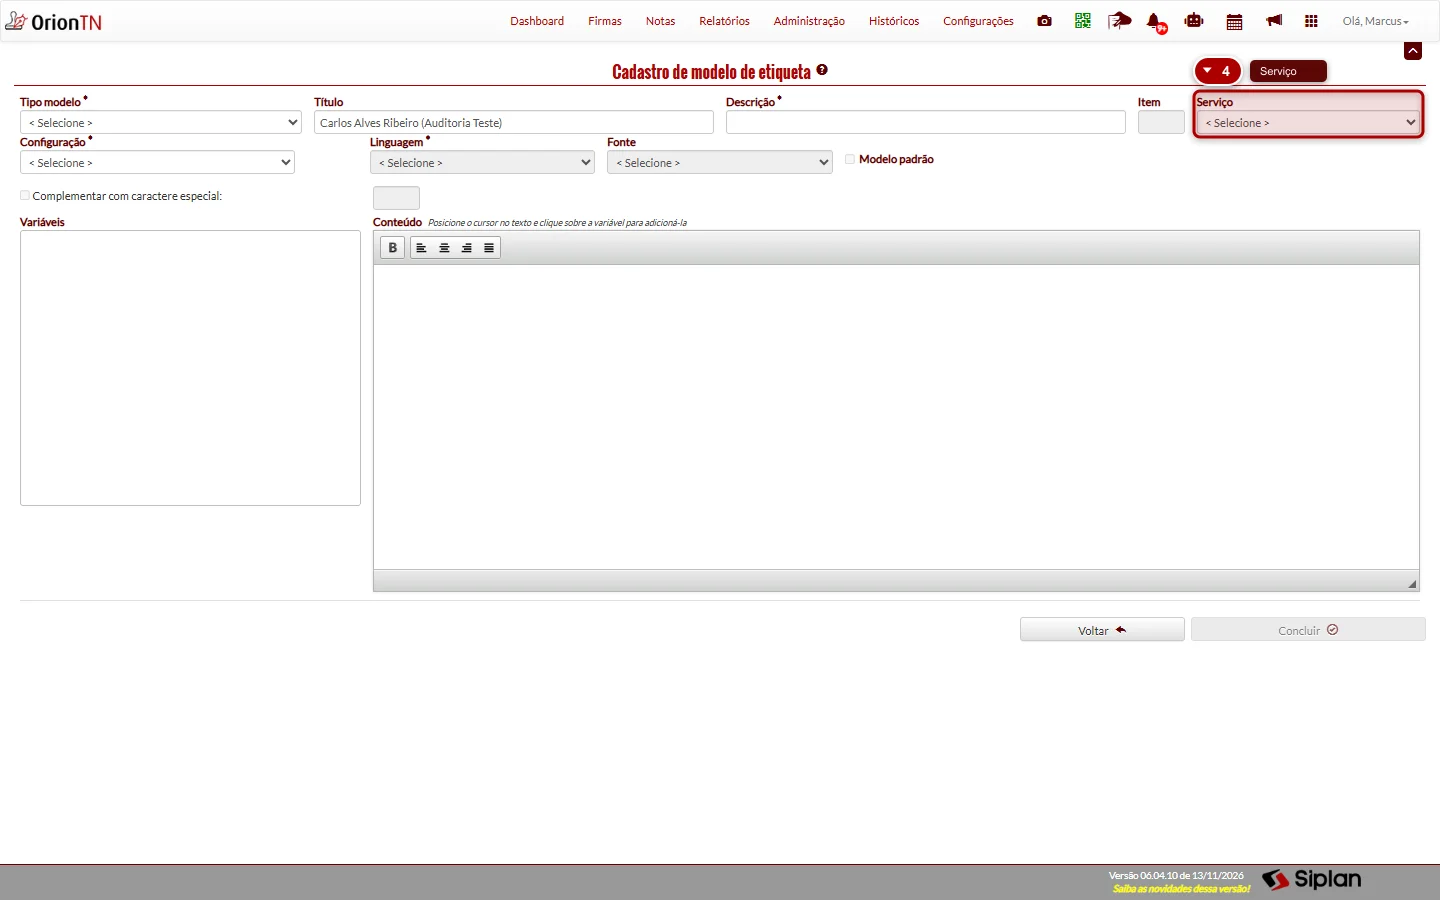 OrionTN
Dashboard Firmas Notas Relatórios Administração Históricos Configurações 9+ Olá, Marcus
Cadastro de modelo de etiqueta ?
4 Serviço
Tipo modelo * Título Descrição * Item Serviço
< Selecione > Carlos Alves Ribeiro (Auditoria Teste) < Selecione >
Configuração * Linguagem * Fonte
< Selecione > < Selecione > < Selecione > Modelo padrão
Complementar com caractere especial:
Variáveis Conteúdo Posicione o cursor no texto e clique sobre a variável para adicioná-la
B
Voltar Concluir
Versão 06.04.10 de 13/11/2026
Saiba as novidades dessa versão!
Siplan